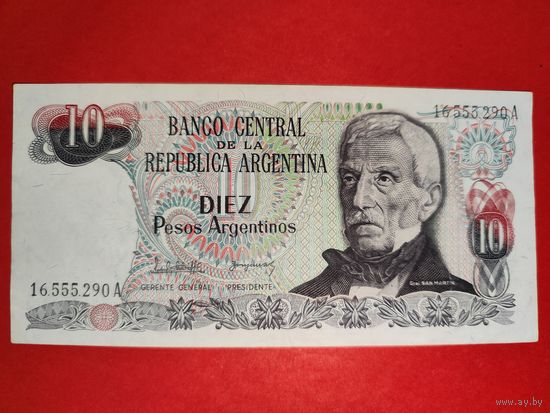 10
16.555.290 A
BANCO CENTRAL
DE LA
REPUBLICA ARGENTINA
10
DIEZ
Pesos Argentinos
10
16.555.290 A
GERENTE GENERAL PRESIDENTE
Gral. SAN MARTIN
www.ay.by